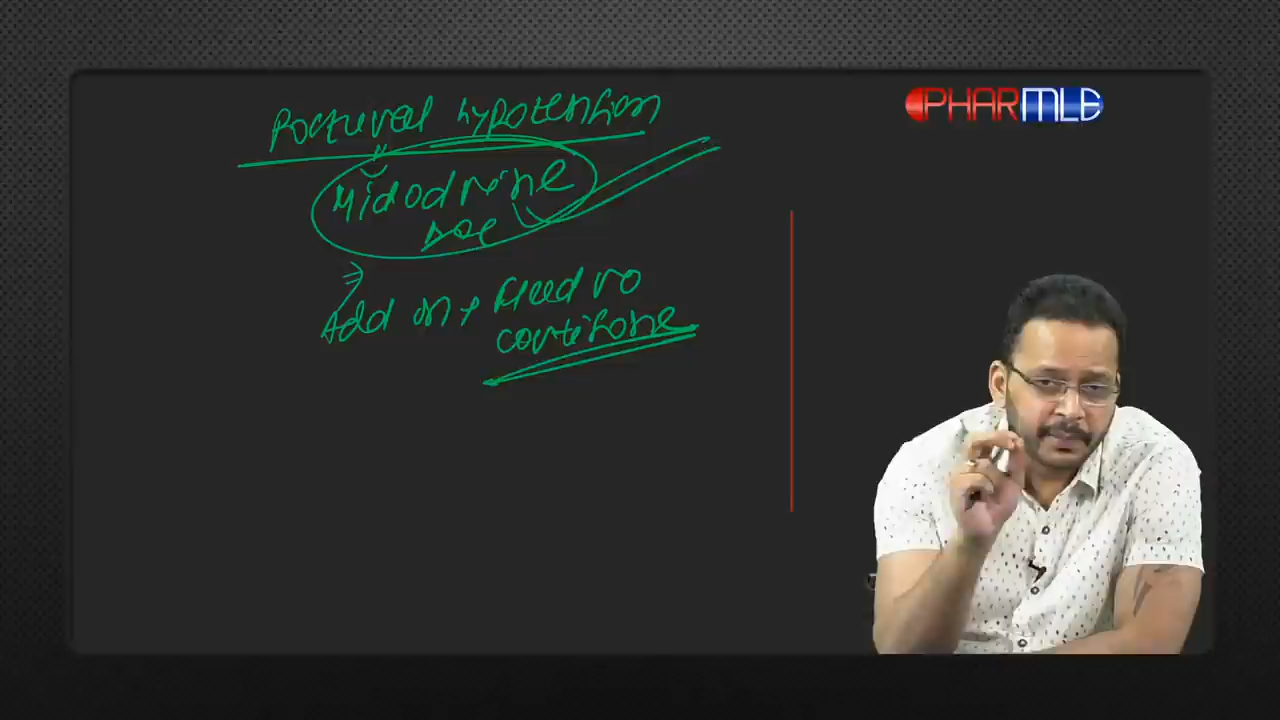 PHARMLE
Postural hypotension
Midodrine
DOC
Add on + Fludro
cortisone